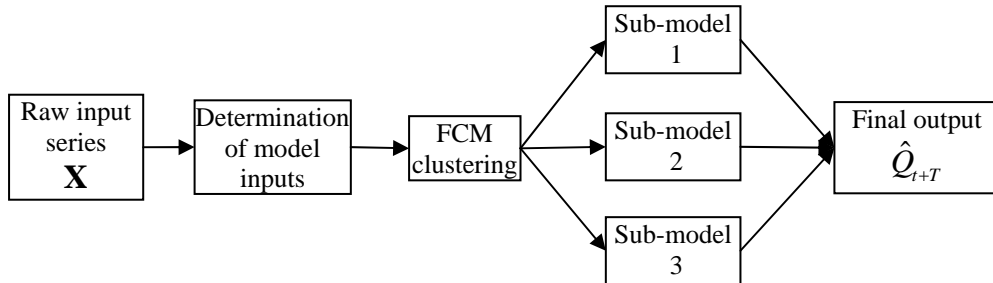 Raw input
series
X
Determination
of model
inputs
FCM
clustering
Sub-model
1
Sub-model
2
Sub-model
3
Final output
Q̂t+T